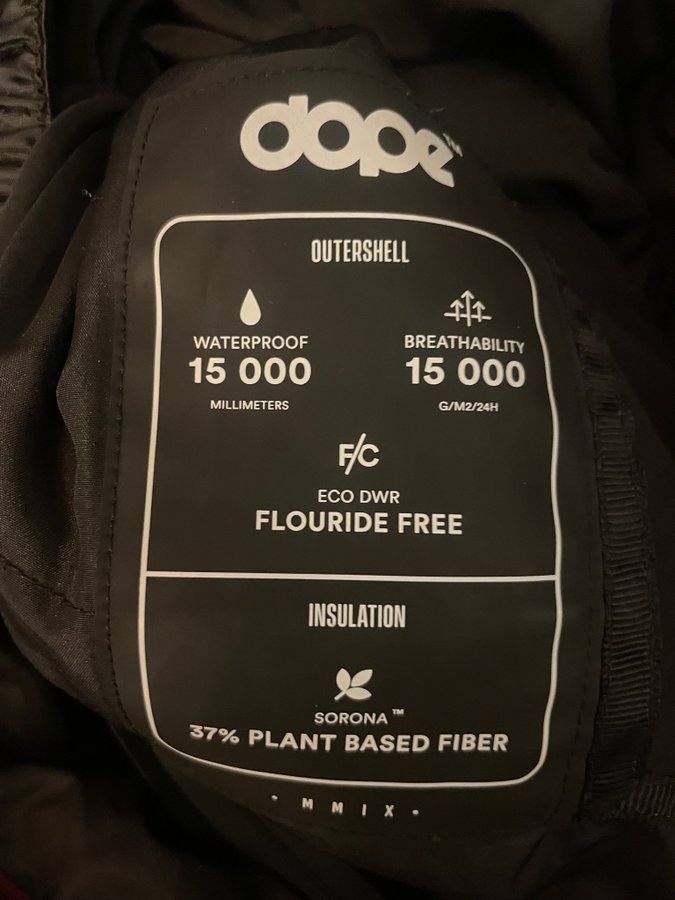 dope™
OUTERSHELL
WATERPROOF
15 000
MILLIMETERS
BREATHABILITY
15 000
G/M2/24H
F/C
ECO DWR
FLOURIDE FREE
INSULATION
SORONA™
37% PLANT BASED FIBER
• MMIX •